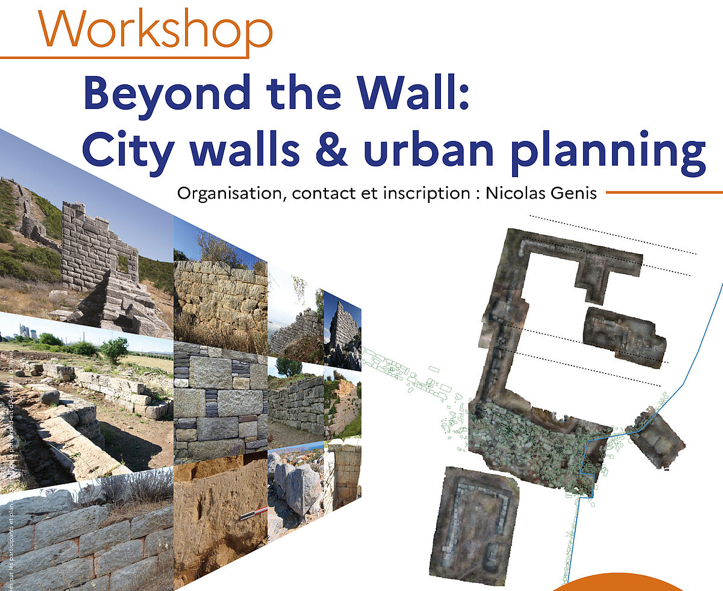 Workshop
Beyond the Wall:
City walls & urban planning
Organisation, contact et inscription : Nicolas Genis